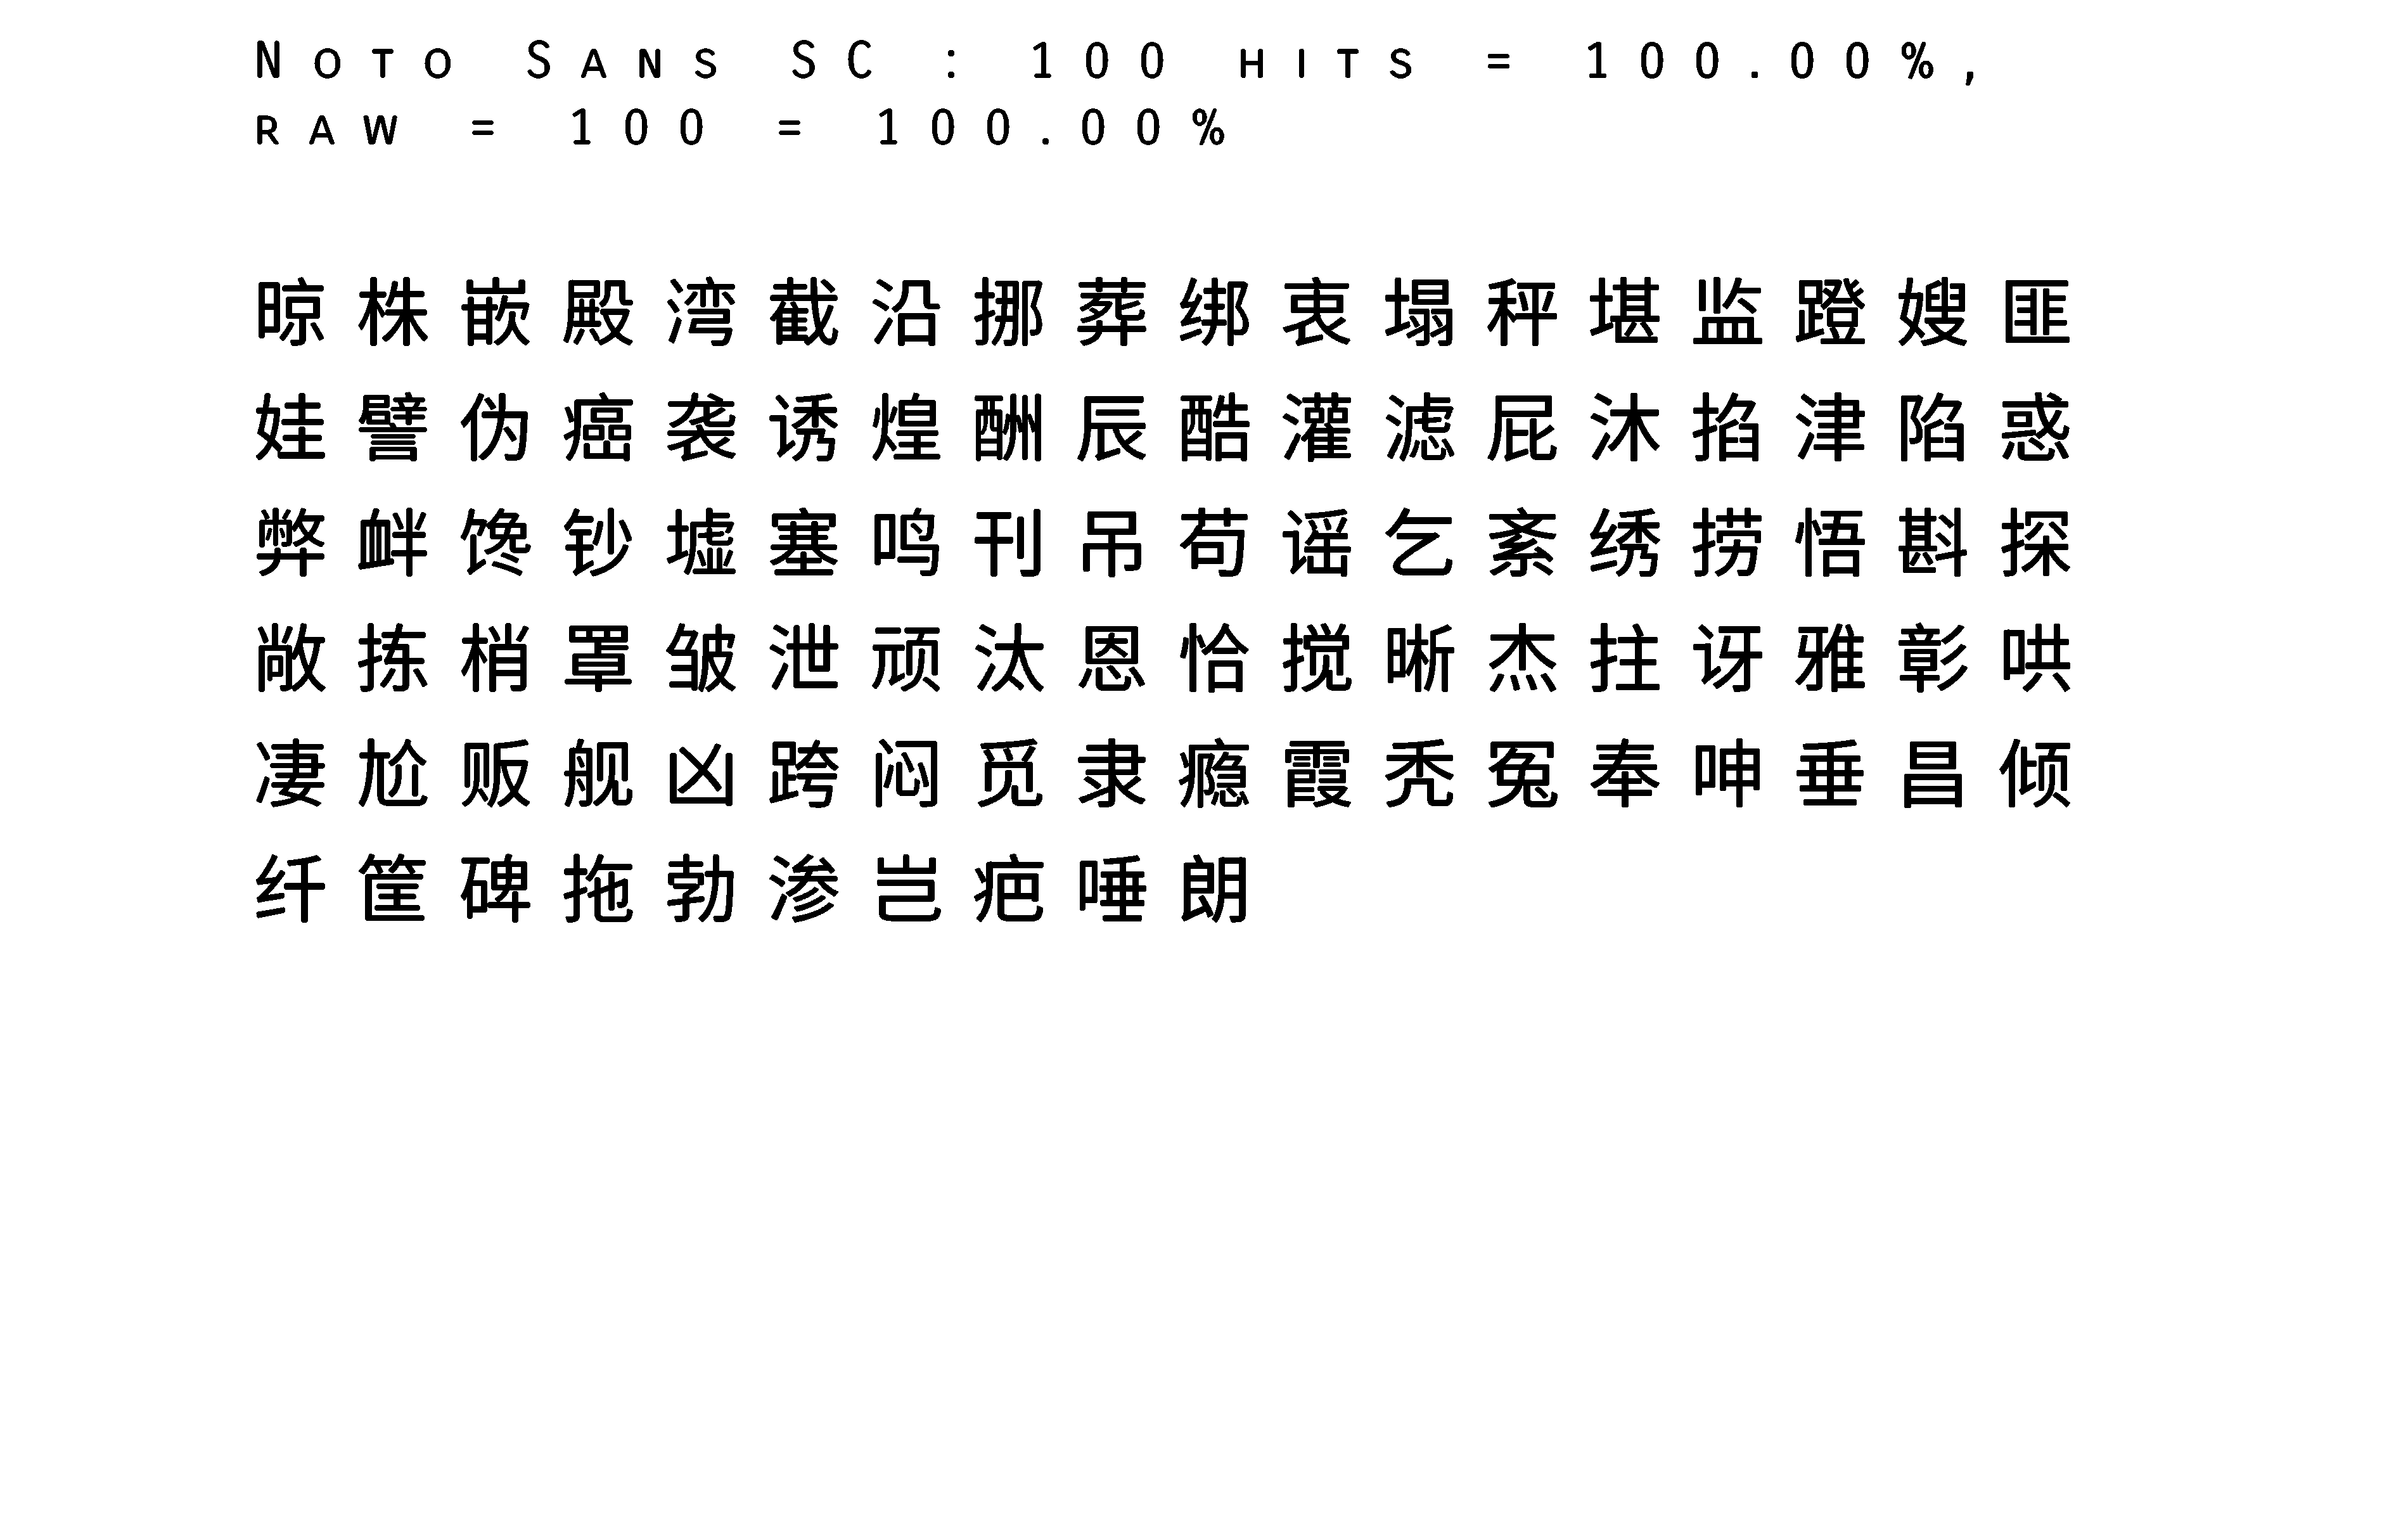 Noto Sans SC : 100 hits = 100.00%,
raw = 100 = 100.00%
晾株嵌殿湾截沿挪葬绑衷塌秤堪监蹬嫂匪
娃譬伪癌袭诱煌酬辰酷灌滤屁沐掐津陷惑
弊衅馋钞墟塞鸣刊吊苟谣乞紊绣捞悟斟探
敞拣梢罩皱泄顽汰恩恰搅晰杰拄讶雅彰哄
凄尬贩舰凶跨闷觅隶瘾霞秃冤奉呻垂昌倾
纤筐碑拖勃渗岂疤唾朗